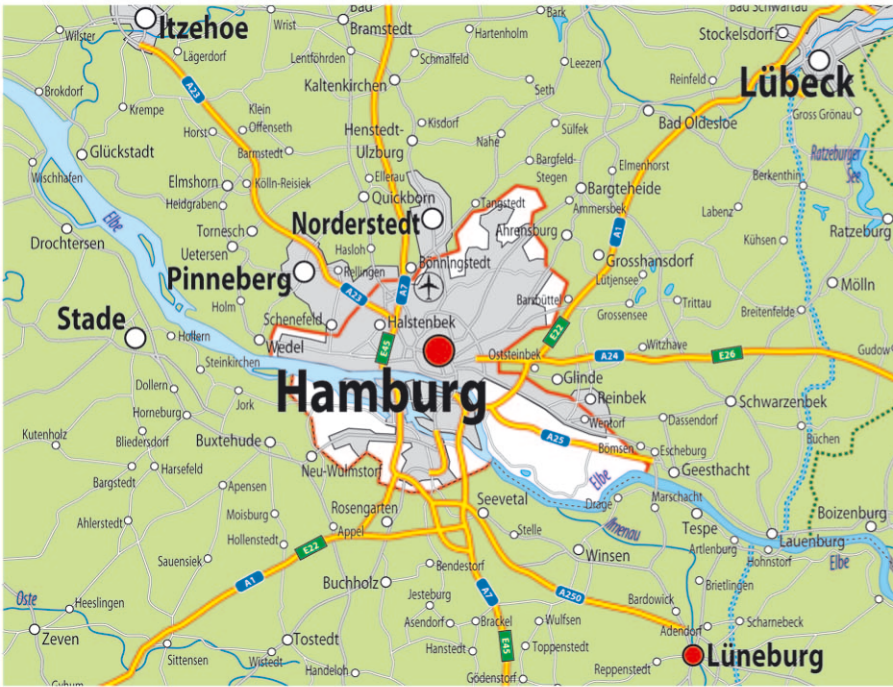 Itzehoe
Wrist
Bad
Bramstedt
Hartenholm
Bark
Bad Schwartau
Stockelsdorf
Wilster
Lägerdorf
Lentföhrden
Schmalfeld
Leezen
Lübeck
Brokdorf
A23
Kaltenkirchen
Seth
Reinfeld
Krempe
Klein
Offenseth
Kisdorf
Bad Oldesloe
Gross Grönau
Horst
Henstedt-
Ulzburg
Nahe
Sülfek
Glückstadt
Barmstedt
Bargfeld-
Stegen
Elmenhorst
Ratzeburger
See
Wischhafen
Elmshorn
Kölln-Reisiek
Ellerau
Bargteheide
Berkenthin
Heidgraben
Quickborn
Tangstedt
Ammersbek
Labenz
Elbe
Norderstedt
Ahrensburg
A1
Ratzeburg
Drochtersen
Tornesch
Uetersen
Hasloh
Bönningstedt
Grosshansdorf
Kühsen
Pinneberg
Rellingen
A23
A7
Lütjensee
Mölln
Holm
Barsbüttel
Grossensee
Trittau
Breitenfelde
Stade
Schenefeld
Halstenbek
E22
Hollern
Wedel
E45
Oststeinbek
A24
Witzhave
E26
Gudow
Steinkirchen
Glinde
Dollern
Hamburg
Reinbek
Schwarzenbek
Jork
Horneburg
Wentorf
Dassendorf
Kutenholz
Bliedersdorf
Buxtehude
A25
Börnsen
Escheburg
Büchen
Bargstedt
Harsefeld
Neu-Wulmstorf
Geesthacht
Apensen
Elbe
Drage
Marschacht
Ahlerstedt
Moisburg
Rosengarten
Seevetal
Tespe
Boizenburg
Hollenstedt
Appel
Stelle
Ilmenau
Artlenburg
Lauenburg
Sauensiek
E22
Winsen
Hohnstorf
Elbe
A1
Buchholz
Bendestorf
Brietlingen
Oste
Heeslingen
Jesteburg
A7
A250
Bardowick
Zeven
Asendorf
Brackel
Wulfsen
Adendorf
Scharnebeck
Tostedt
Hanstedt
E45
Toppenstedt
Sittensen
Wistedt
Handeloh
Gödenstorf
Reppenstedt
Lüneburg